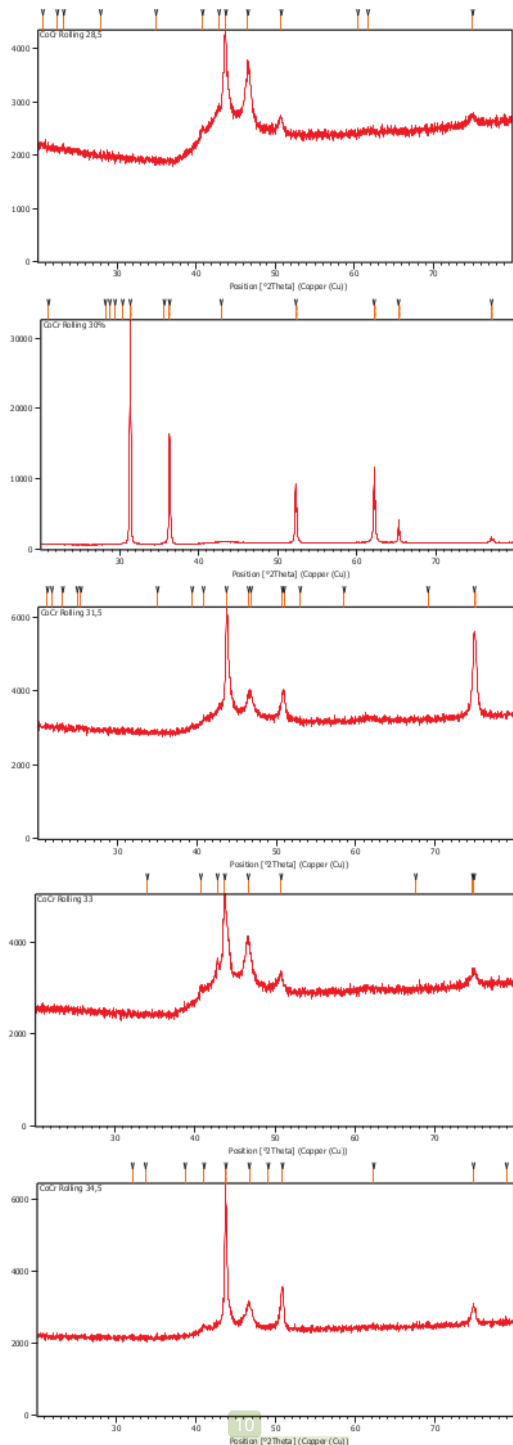 CoCr Rolling 28,5
4000
3000
2000
1000
0
30 40 50 60 70
Position [°2Theta] (Copper (Cu))
CoCr Rolling 30%
30000
20000
10000
0
30 40 50 60 70
Position [°2Theta] (Copper (Cu))
CoCr Rolling 31,5
6000
4000
2000
0
30 40 50 60 70
Position [°2Theta] (Copper (Cu))
CoCr Rolling 33
4000
2000
0
30 40 50 60 70
Position [°2Theta] (Copper (Cu))
CoCr Rolling 34,5
6000
4000
2000
0
30 40 50 60 70
10
Position [°2Theta] (Copper (Cu))